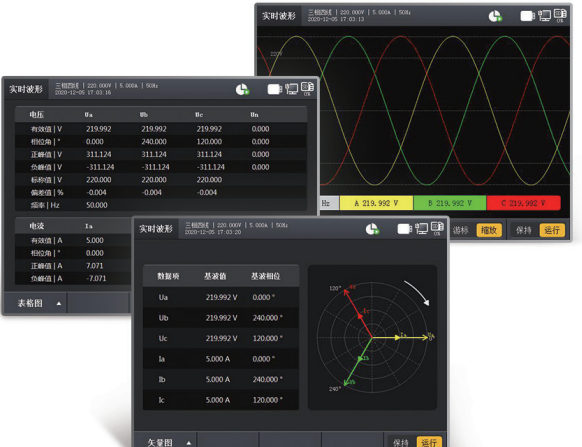 实时波形 三相四线 | 220.000V | 5.000A | 50Hz
2020-12-05 17:03:13
220V
Hz A 219.992 V B 219.992 V C 219.992 V
游标 缩放 保持 运行
实时波形 三相四线 | 220.000V | 5.000A | 50Hz
2020-12-05 17:03:16
电压 Ua Ub Uc Un
有效值 | V 219.992 219.992 219.992 0.000
相位角 | ° 0.000 240.000 120.000 0.000
正峰值 | V 311.124 311.124 311.124 0.000
负峰值 | V -311.124 -311.124 -311.124 0.000
标称值 | V 220.000 220.000 220.000
偏差值 | % -0.004 -0.004 -0.004
频率 | Hz 50.000
电流 Ia
有效值 | A 5.000
相位角 | ° 0.000
正峰值 | A 7.071
负峰值 | A -7.071
表格图
实时波形 三相四线 | 220.000V | 5.000A | 50Hz
2020-12-05 17:03:20
数据项 基波值 基波相位
Ua 219.992 V 0.000 °
Ub 219.992 V 240.000 °
Uc 219.992 V 120.000 °
Ia 5.000 A 0.000 °
Ib 5.000 A 240.000 °
Ic 5.000 A 120.000 °
120°
Uc
Ic
Ia
Ua
0°
Ib
Ub
240°
矢量图 保持 运行